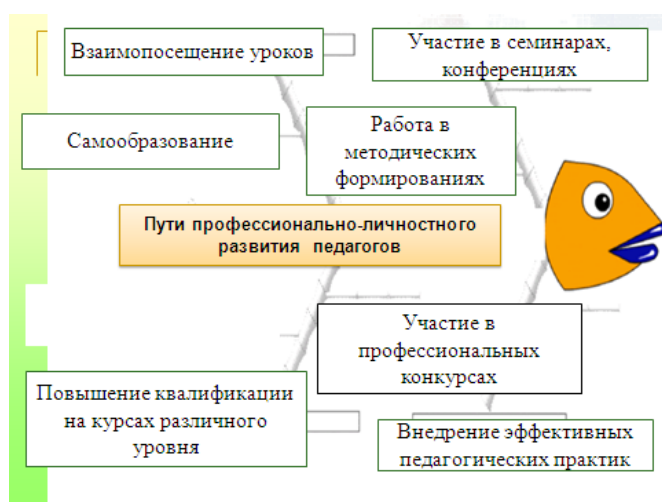 Взаимопосещение уроков
Участие в семинарах,
конференциях
Самообразование
Работа в
методических
формированиях
Пути профессионально-личностного
развития педагогов
Участие в
профессиональных
конкурсах
Повышение квалификации
на курсах различного
уровня
Внедрение эффективных
педагогических практик